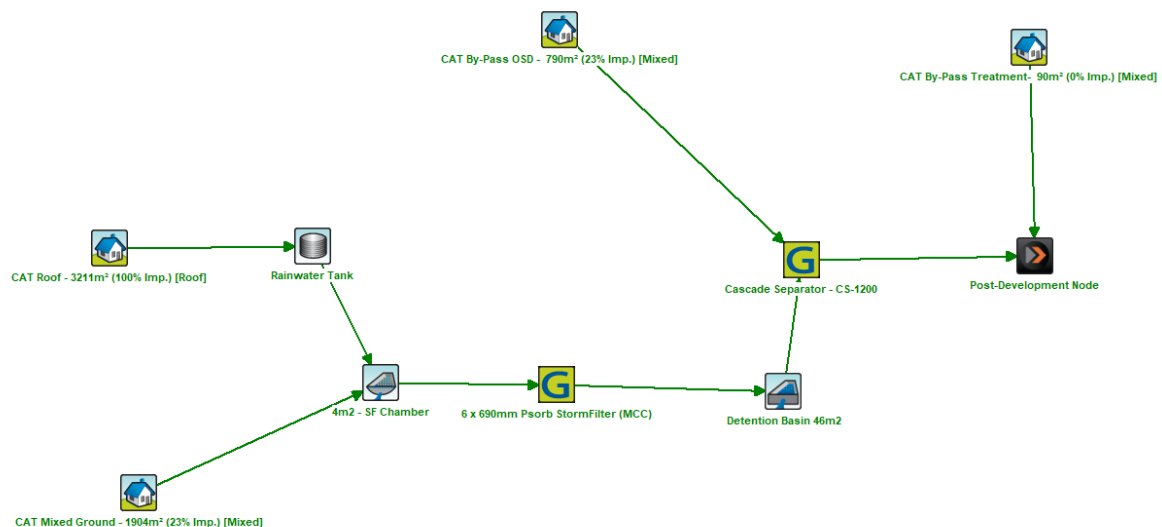 CAT By-Pass OSD - 790m² (23% Imp.) [Mixed]
CAT By-Pass Treatment- 90m² (0% Imp.) [Mixed]
CAT Roof - 3211m² (100% Imp.) [Roof]
Rainwater Tank
G
Cascade Separator - CS-1200
Post-Development Node
4m2 - SF Chamber
G
6 x 690mm Psorb StormFilter (MCC)
Detention Basin 46m2
CAT Mixed Ground - 1904m² (23% Imp.) [Mixed]